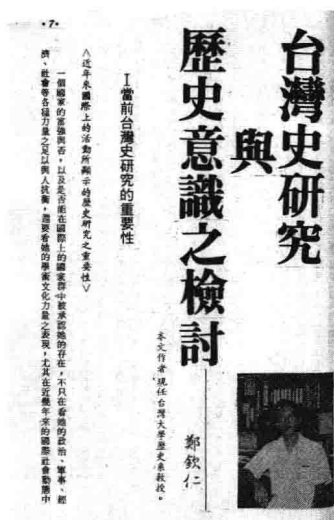 台灣史研究
與
歷史意識之檢討
鄭欽仁
本文作者現任台灣大學歷史系教授。
Ⅰ當前台灣史研究的重要性
︿近年來國際上的活動所顯示的歷史研究之重要性﹀
一個國家的富強與否，以及是否能在國際上的國家群中被承認她的存在，不只在看她的政治、軍事、經
濟、社會等各種力量之足以與人抗衡，還要看她的學術文化力量之表現，尤其在近幾年來的國際社會動態中
·7·